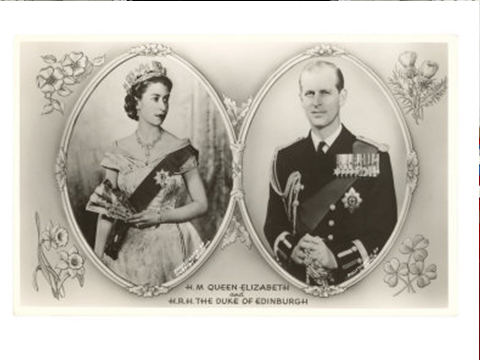 H. M. QUEEN ELIZABETH
and
H.R.H. THE DUKE OF EDINBURGH